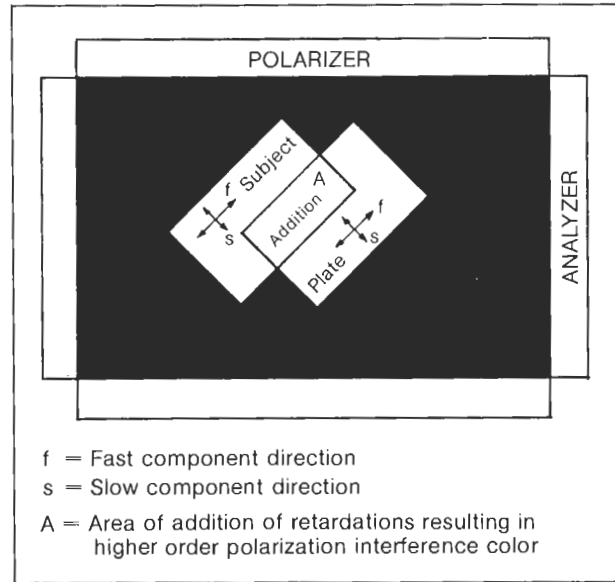 POLARIZER
ANALYZER
Subject
f
s
A
Addition
f
s
Plate
f = Fast component direction
s = Slow component direction
A = Area of addition of retardations resulting in
higher order polarization interference color